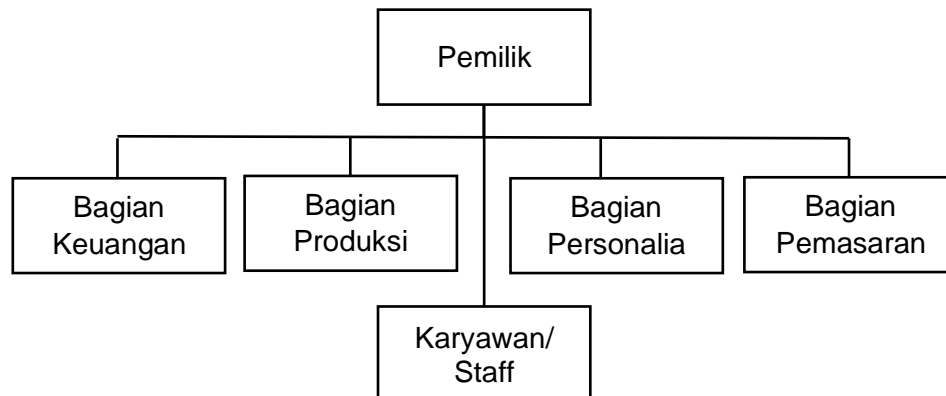 Pemilik
Bagian
Keuangan
Bagian
Produksi
Bagian
Personalia
Bagian
Pemasaran
Karyawan/
Staff